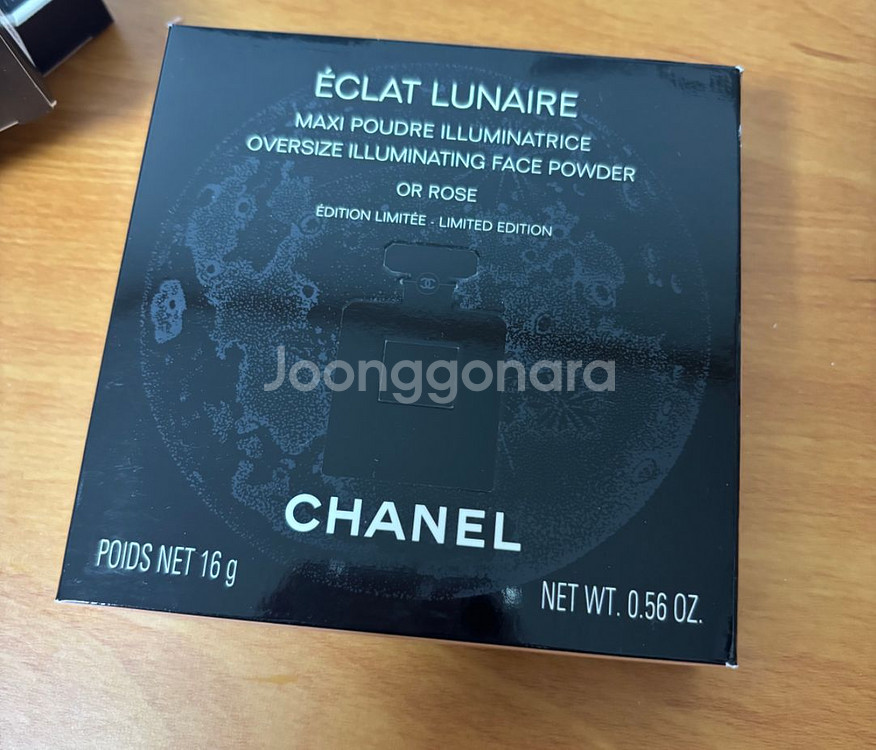 ÉCLAT LUNAIRE
MAXI POUDRE ILLUMINATRICE
OVERSIZE ILLUMINATING FACE POWDER
OR ROSE
ÉDITION LIMITÉE - LIMITED EDITION
Joonggonara
CHANEL
POIDS NET 16 g
NET WT. 0.56 OZ.